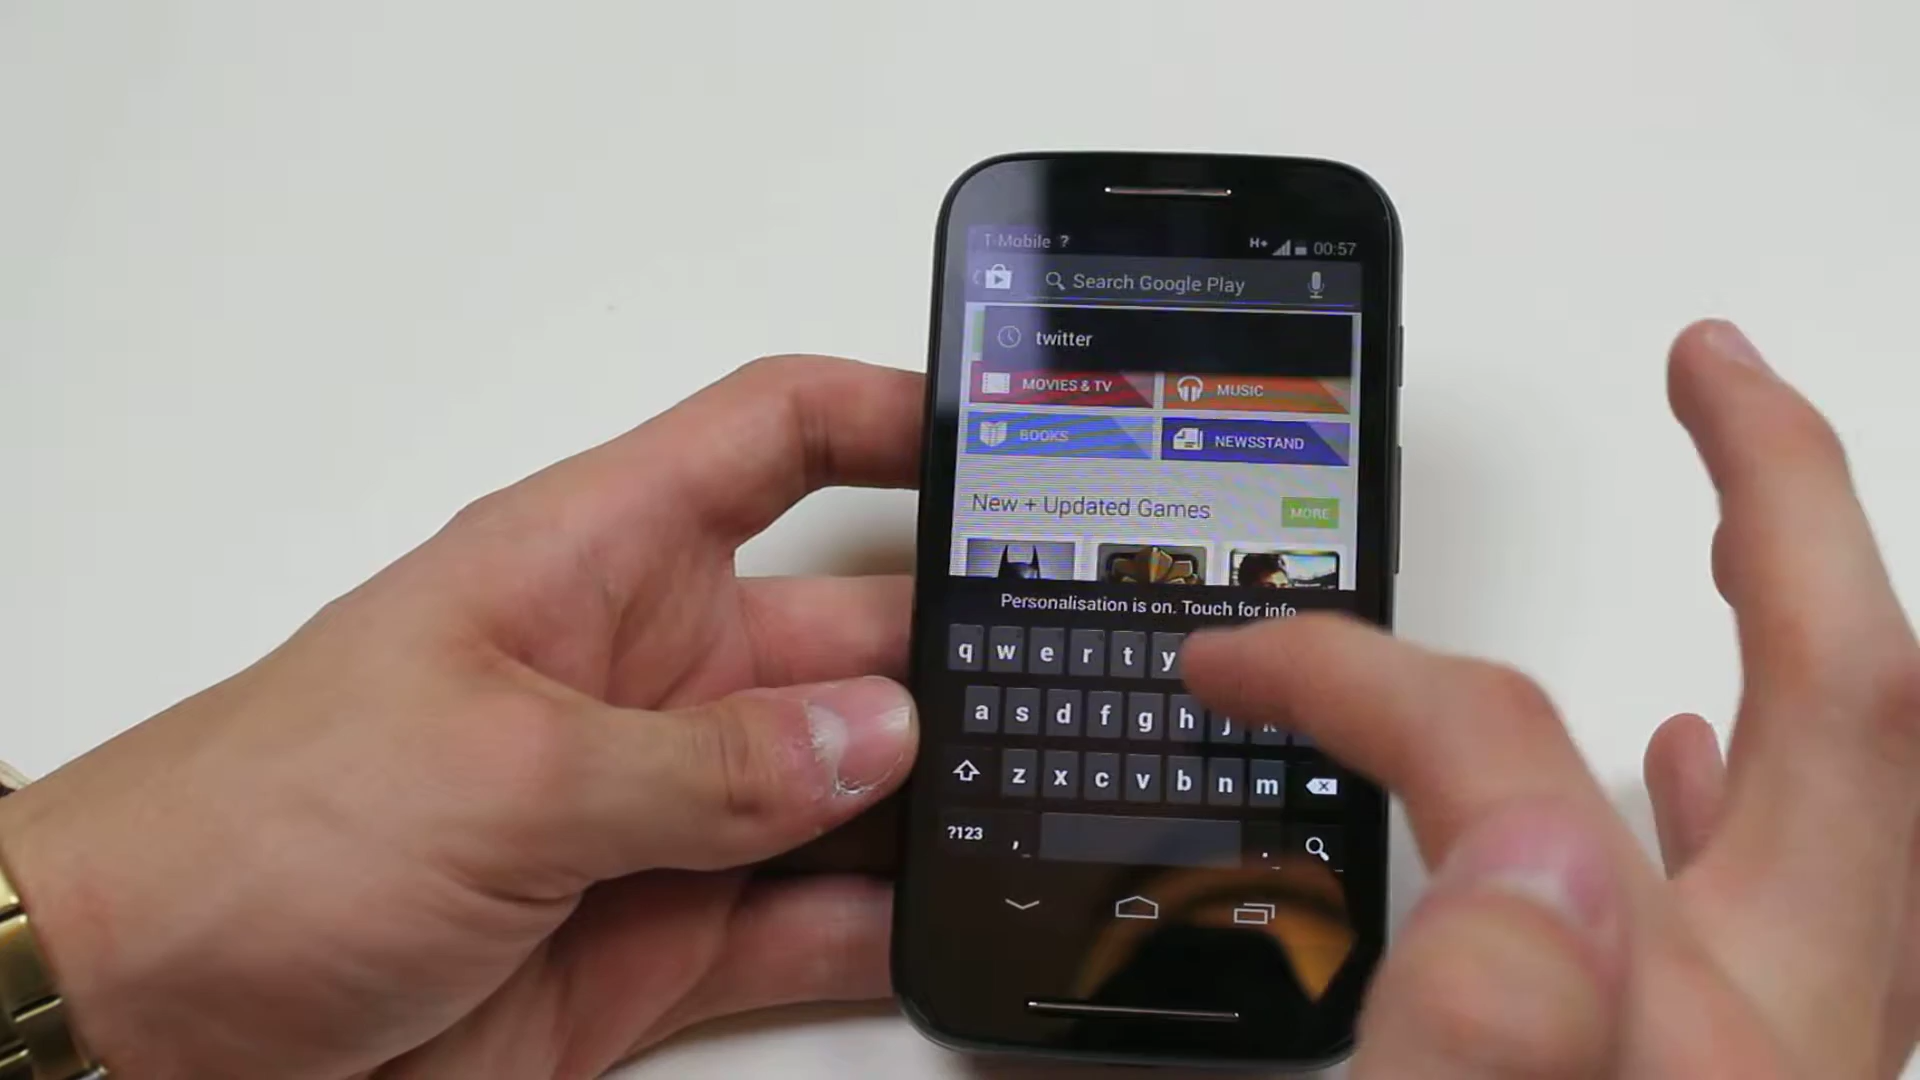 T-Mobile ? H+ 00:57
Search Google Play
twitter
MOVIES & TV MUSIC
BOOKS NEWSSTAND
New + Updated Games MORE
Personalisation is on. Touch for info.
q w e r t y
a s d f g h j k
z x c v b n m
?123 , .